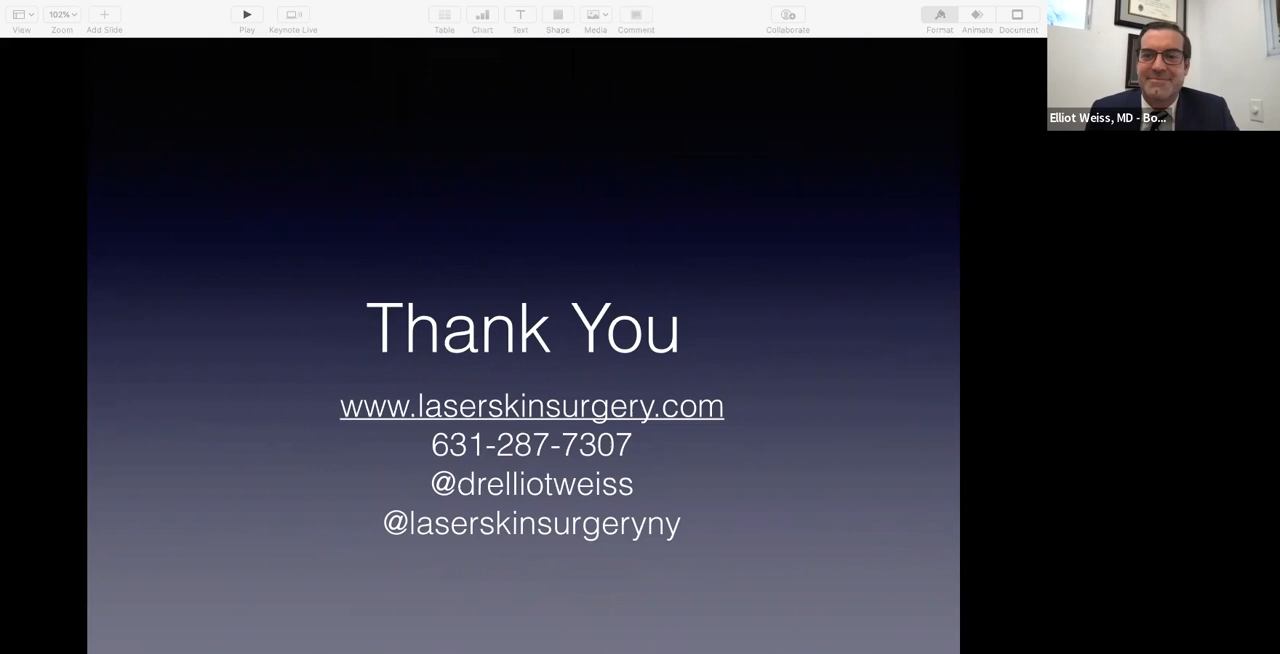 102%
View Zoom Add Slide Play Keynote Live Table Chart Text Shape Media Comment Collaborate Format Animate Document
Elliot Weiss, MD - Bo...
Thank You
www.laserskinsurgery.com
631-287-7307
@drelliotweiss
@laserskinsurgeryny